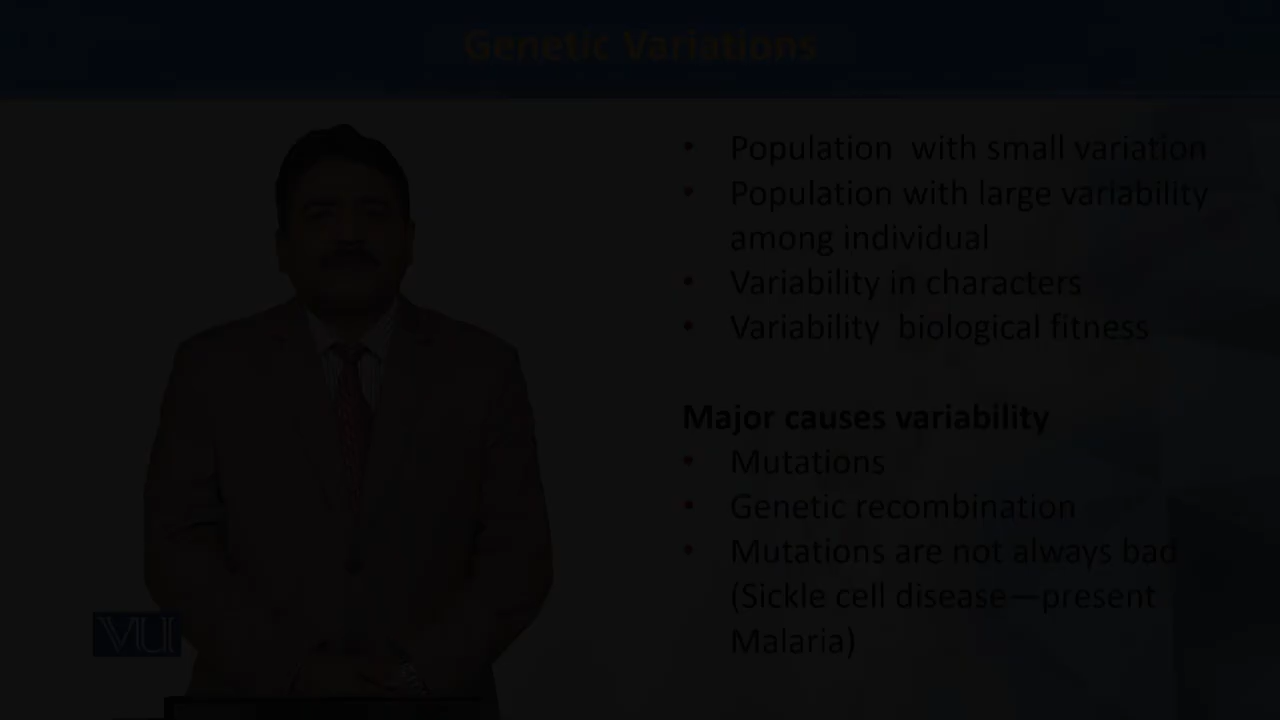 Genetic Variations
• Population with small variation
• Population with large variability
among individual
• Variability in characters
• Variability biological fitness
Major causes variability
• Mutations
• Genetic recombination
• Mutations are not always bad
(Sickle cell disease—present
Malaria)
VU